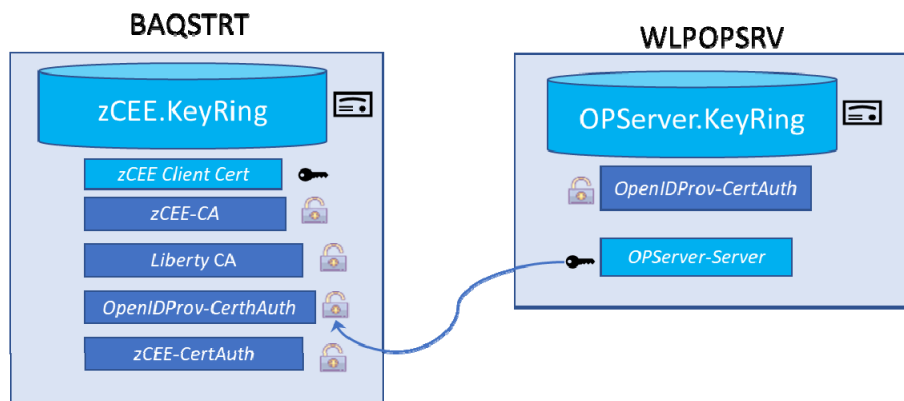 BAQSTRT
zCEE.KeyRing
zCEE Client Cert
zCEE-CA
Liberty CA
OpenIDProv-CerthAuth
zCEE-CertAuth
WLPOPSRV
OPServer.KeyRing
OpenIDProv-CertAuth
OPServer-Server